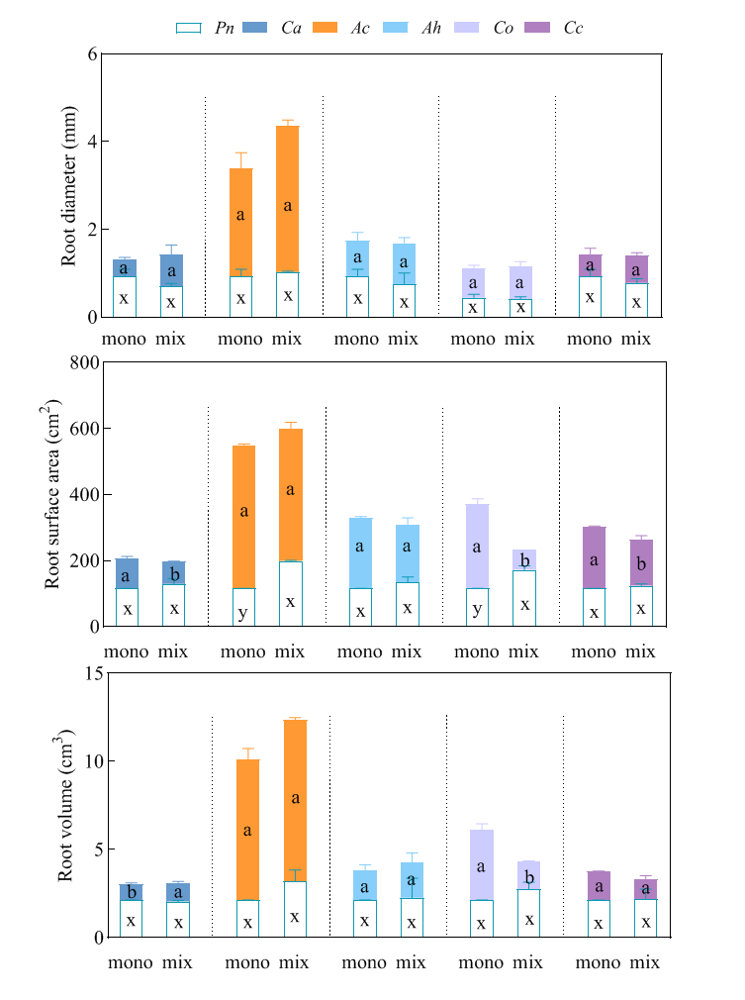 Pn Ca Ac Ah Co Cc
Root diameter (mm)
6
4
2
0
a a a a a a a a a a
x x x x x x x x x x
mono mix mono mix mono mix mono mix mono mix
Root surface area (cm²)
800
600
400
200
0
a b a a a a a b a b
x x y x x x y x x x
mono mix mono mix mono mix mono mix mono mix
Root volume (cm³)
15
10
5
0
b a a a a a a b a a
x x x x x x x x x x
mono mix mono mix mono mix mono mix mono mix